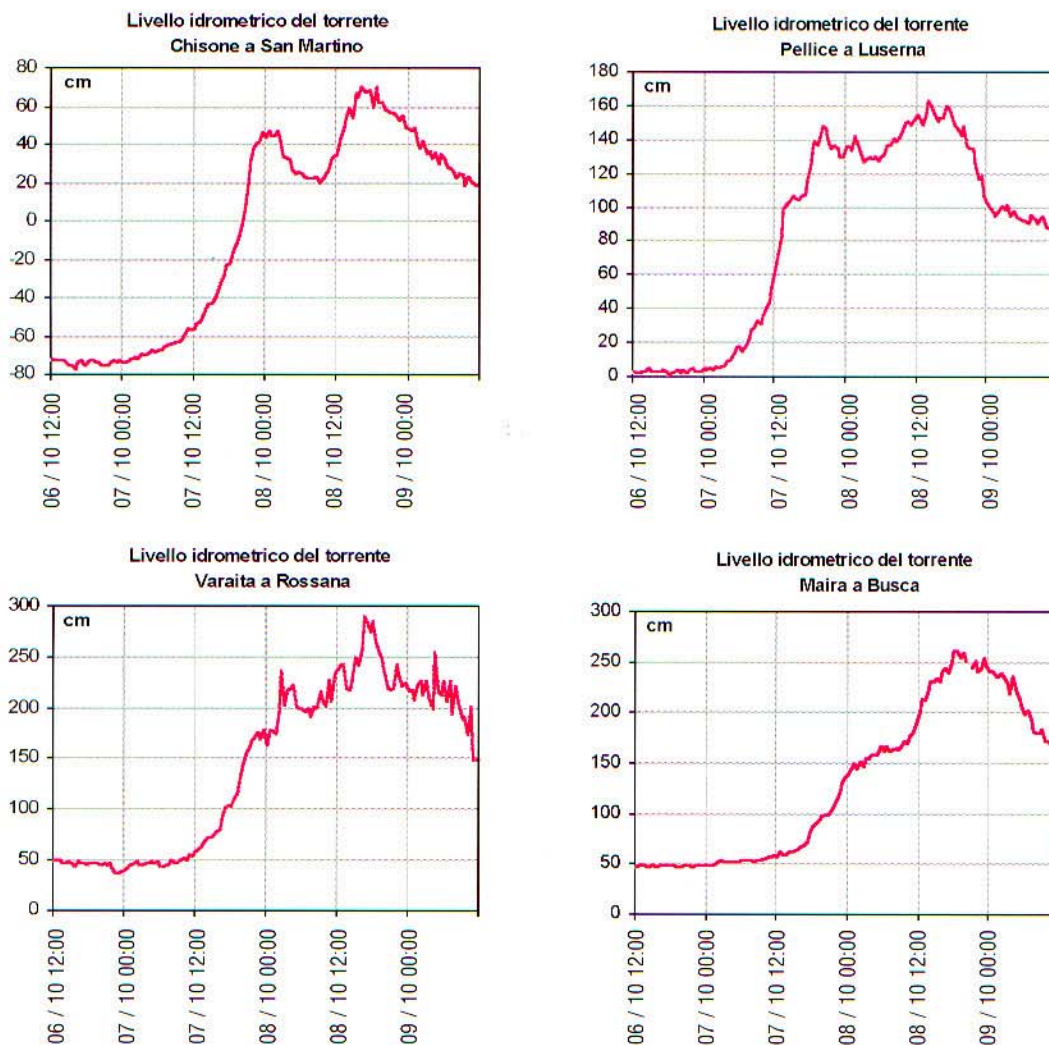 Livello idrometrico del torrente
Chisone a San Martino
cm
80
60
40
20
0
-20
-40
-60
-80
06 / 10 12:00
07 / 10 00:00
07 / 10 12:00
08 / 10 00:00
08 / 10 12:00
09 / 10 00:00
Livello idrometrico del torrente
Pellice a Luserna
cm
180
160
140
120
100
80
60
40
20
0
06 / 10 12:00
07 / 10 00:00
07 / 10 12:00
08 / 10 00:00
08 / 10 12:00
09 / 10 00:00
Livello idrometrico del torrente
Varaita a Rossana
cm
300
250
200
150
100
50
0
06 / 10 12:00
07 / 10 00:00
07 / 10 12:00
08 / 10 00:00
08 / 10 12:00
09 / 10 00:00
Livello idrometrico del torrente
Maira a Busca
cm
300
250
200
150
100
50
0
06 / 10 12:00
07 / 10 00:00
07 / 10 12:00
08 / 10 00:00
08 / 10 12:00
09 / 10 00:00